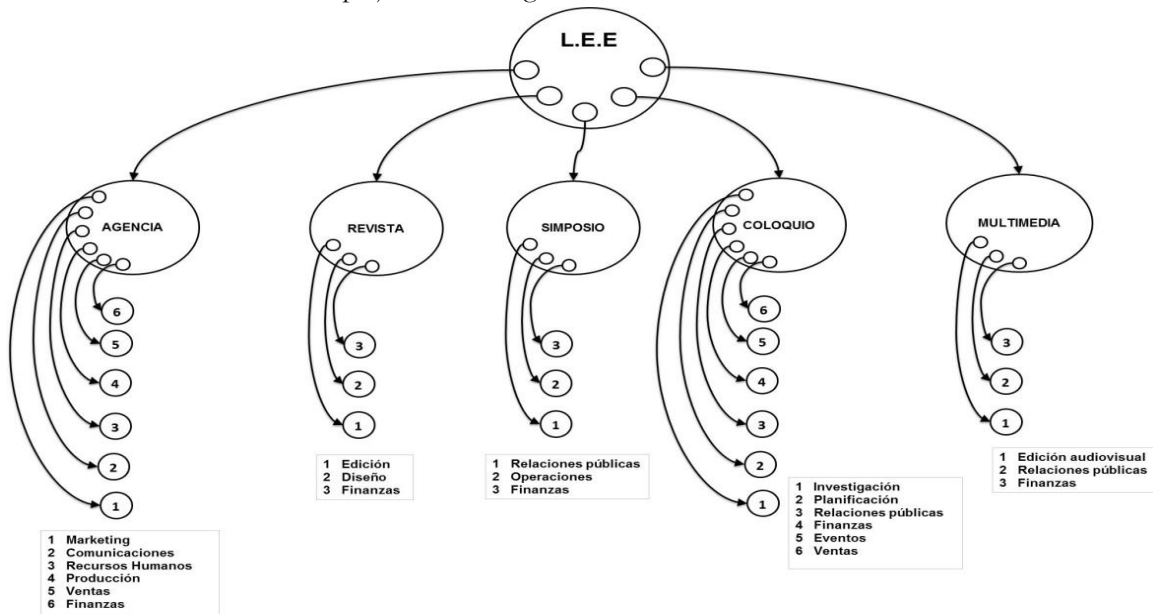 L.E.E
AGENCIA
REVISTA
SIMPOSIO
COLOQUIO
MULTIMEDIA
6
5
4
3
2
1
3
2
1
3
2
1
6
5
4
3
2
1
3
2
1
1 Marketing
2 Comunicaciones
3 Recursos Humanos
4 Producción
5 Ventas
6 Finanzas
1 Edición
2 Diseño
3 Finanzas
1 Relaciones públicas
2 Operaciones
3 Finanzas
1 Investigación
2 Planificación
3 Relaciones públicas
4 Finanzas
5 Eventos
6 Ventas
1 Edición audiovisual
2 Relaciones públicas
3 Finanzas